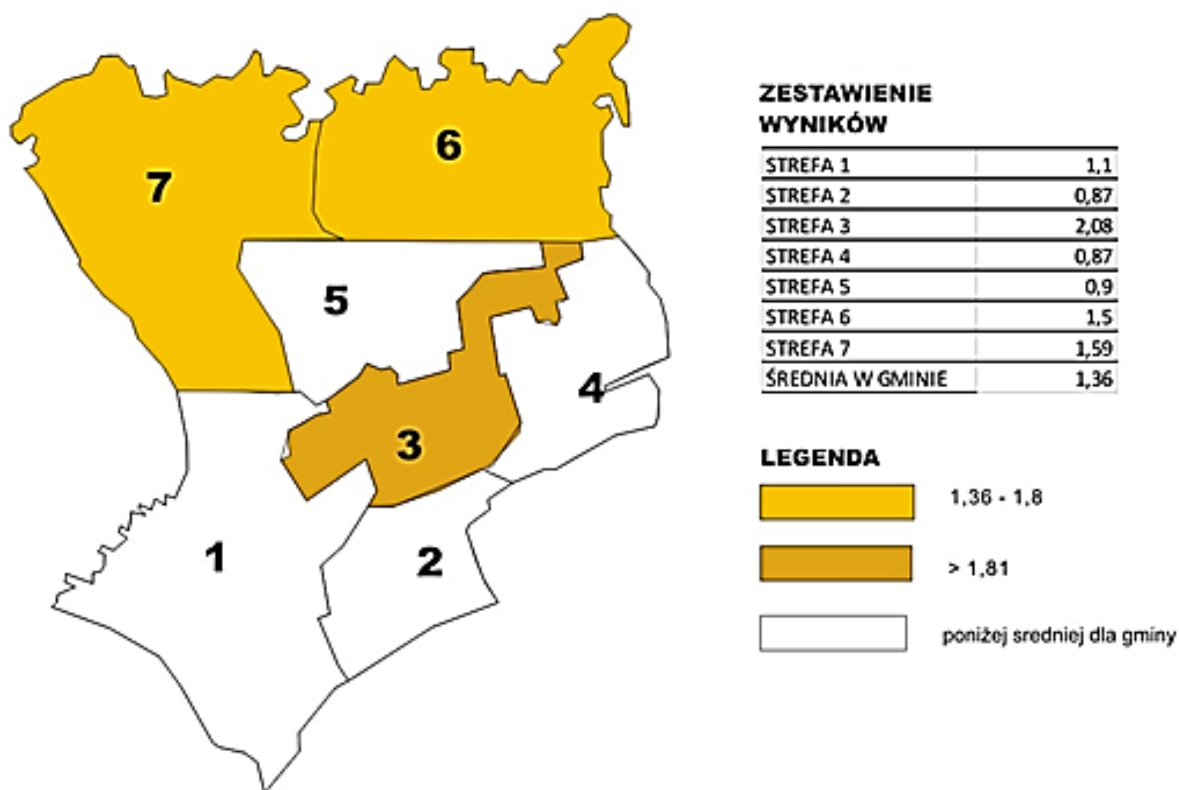 7
6
5
4
3
1
2
ZESTAWIENIE
WYNIKÓW
STREFA 1 1,1
STREFA 2 0,87
STREFA 3 2,08
STREFA 4 0,87
STREFA 5 0,9
STREFA 6 1,5
STREFA 7 1,59
ŚREDNIA W GMINIE 1,36
LEGENDA
1,36 - 1,8
> 1,81
poniżej sredniej dla gminy